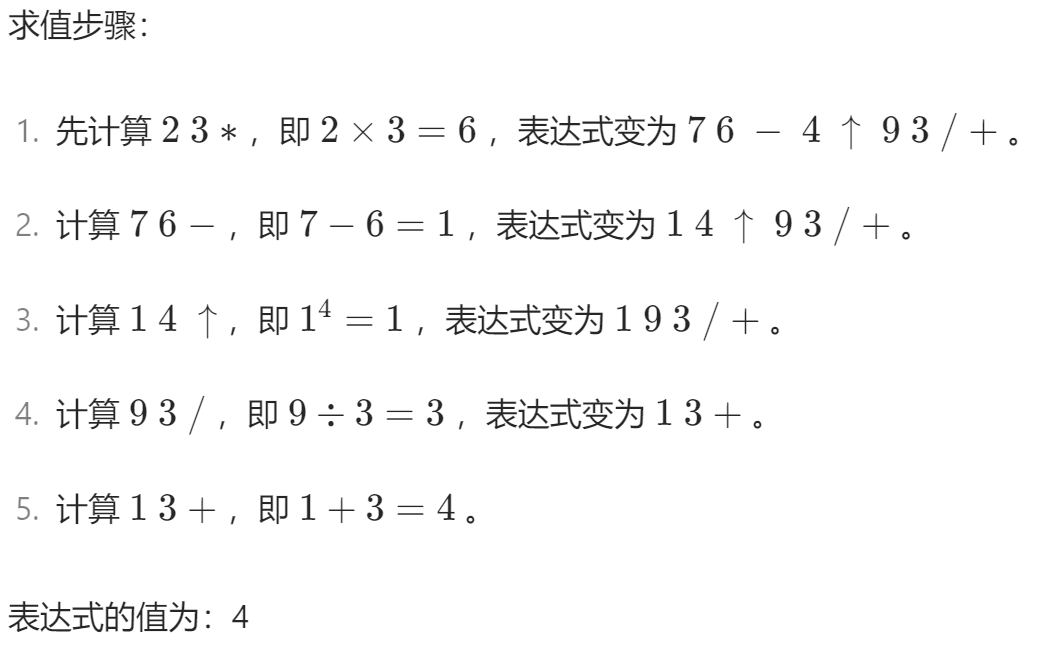 求值步骤：
1. 先计算 2 3 *，即 2 × 3 = 6，表达式变为 7 6 − 4 ↑ 9 3 / +。
2. 计算 7 6 −，即 7 − 6 = 1，表达式变为 1 4 ↑ 9 3 / +。
3. 计算 1 4 ↑，即 1⁴ = 1，表达式变为 1 9 3 / +。
4. 计算 9 3 /，即 9 ÷ 3 = 3，表达式变为 1 3 +。
5. 计算 1 3 +，即 1 + 3 = 4。
表达式的值为：4